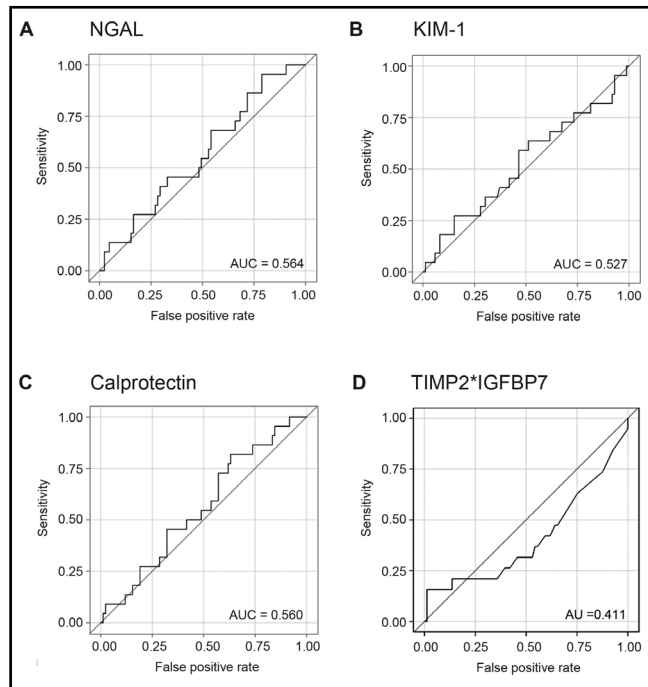 A NGAL
1.00
0.75
0.50
0.25
0.00
Sensitivity
AUC = 0.564
0.00 0.25 0.50 0.75 1.00
False positive rate
B KIM-1
1.00
0.75
0.50
0.25
0.00
Sensitivity
AUC = 0.527
0.00 0.25 0.50 0.75 1.00
False positive rate
C Calprotectin
1.00
0.75
0.50
0.25
0.00
Sensitivity
AUC = 0.560
0.00 0.25 0.50 0.75 1.00
False positive rate
D TIMP2*IGFBP7
1.00
0.75
0.50
0.25
0.00
Sensitivity
AU =0.411
0.00 0.25 0.50 0.75 1.00
False positive rate